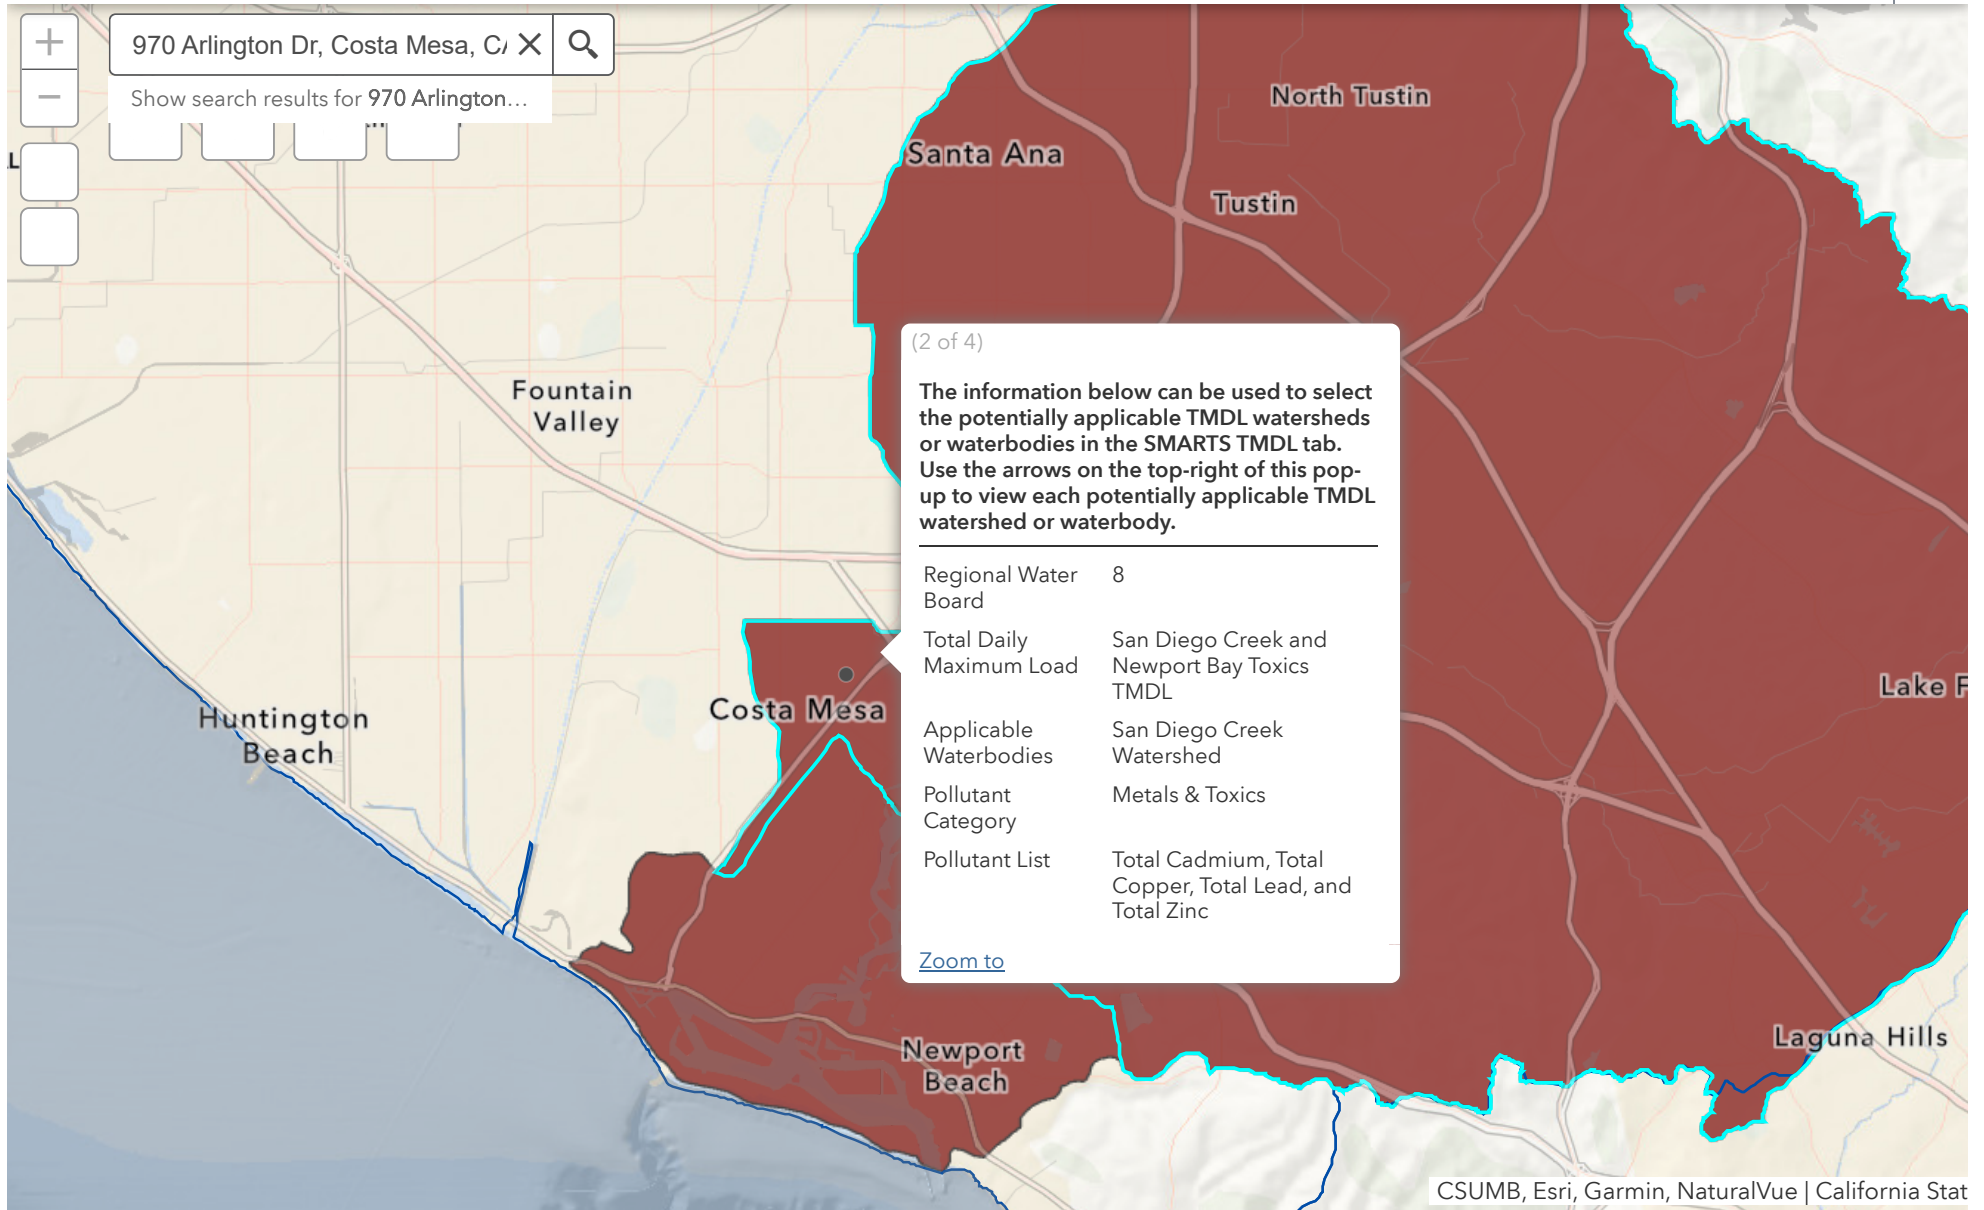 970 Arlington Dr, Costa Mesa, CA
Show search results for 970 Arlington...
North Tustin
Santa Ana
Tustin
(2 of 4)
The information below can be used to select
the potentially applicable TMDL watersheds
or waterbodies in the SMARTS TMDL tab.
Use the arrows on the top-right of this pop-
up to view each potentially applicable TMDL
watershed or waterbody.
Fountain
Valley
Regional Water
Board
8
Total Daily
Maximum Load
San Diego Creek and
Newport Bay Toxics
TMDL
Applicable
Waterbodies
San Diego Creek
Watershed
Pollutant
Category
Metals & Toxics
Pollutant List
Total Cadmium, Total
Copper, Total Lead, and
Total Zinc
Zoom to
Lake F
Costa Mesa
Huntington
Beach
Newport
Beach
Laguna Hills
CSUMB, Esri, Garmin, NaturalVue | California Stat